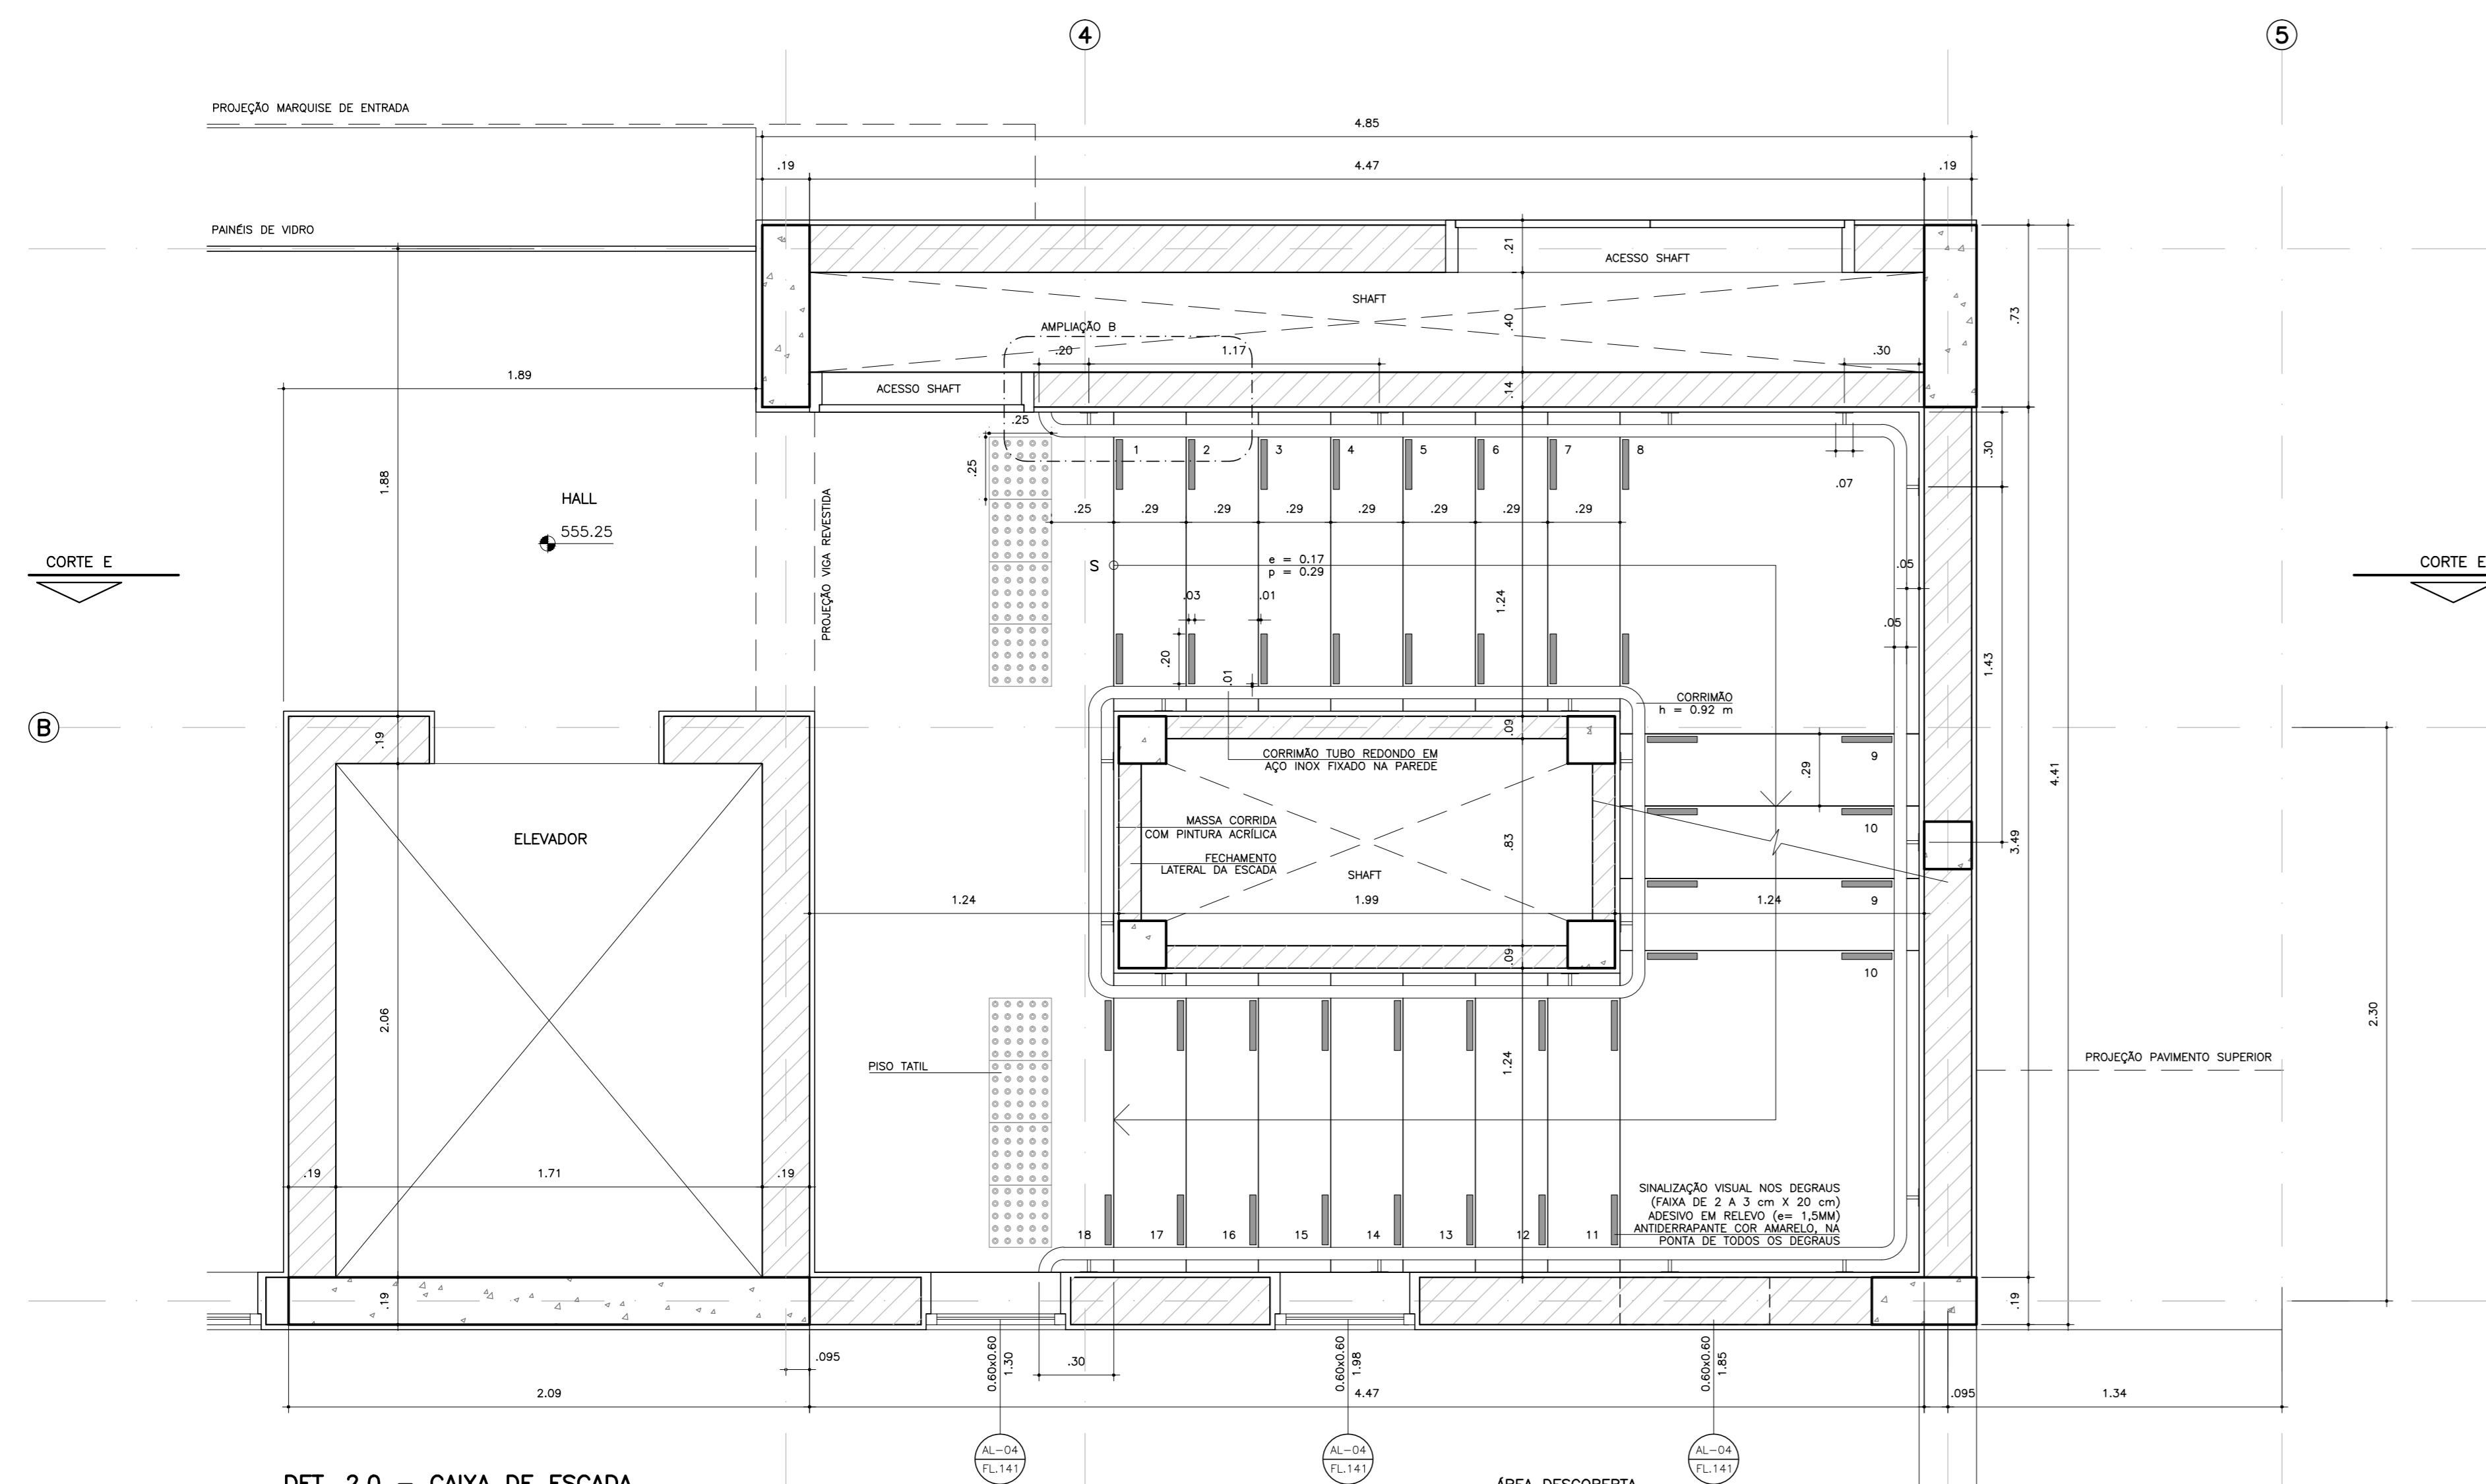 4
5
PROJEÇÃO MARQUISE DE ENTRADA
4.85
.19
4.47
.19
PAINÉIS DE VIDRO
.21
ACESSO SHAFT
SHAFT
.40
.73
AMPLIAÇÃO B
.20
1.17
.30
1.89
ACESSO SHAFT
.14
.25
.25
1
2
3
4
5
6
7
8
.30
.07
1.88
HALL
555.25
PROJEÇÃO VIGA REVESTIDA
.25
.29
.29
.29
.29
.29
.29
.29
CORTE E
CORTE E
S
e = 0.17
p = 0.29
.05
.03
.01
1.24
.05
.20
.01
1.43
CORRIMÃO
h = 0.92 m
B
.19
.09
CORRIMÃO TUBO REDONDO EM
AÇO INOX FIXADO NA PAREDE
9
.29
4.41
MASSA CORRIDA
COM PINTURA ACRÍLICA
10
ELEVADOR
.83
3.49
FECHAMENTO
LATERAL DA ESCADA
SHAFT
1.24
1.99
1.24
9
.09
10
2.06
2.30
PISO TATIL
1.24
PROJEÇÃO PAVIMENTO SUPERIOR
.19
1.71
.19
SINALIZAÇÃO VISUAL NOS DEGRAUS
(FAIXA DE 2 A 3 cm X 20 cm)
ADESIVO EM RELEVO (e= 1,5MM)
ANTIDERRAPANTE COR AMARELO, NA
PONTA DE TODOS OS DEGRAUS
18
17
16
15
14
13
12
11
.19
.19
.095
0.60x0.60
1.30
.30
0.60x0.60
1.98
0.60x0.60
1.85
2.09
4.47
.095
1.34
AL-04
FL.141
AL-04
FL.141
AL-04
FL.141
DET. 2.0 - CAIXA DE ESCADA
ÁREA DESCOBERTA